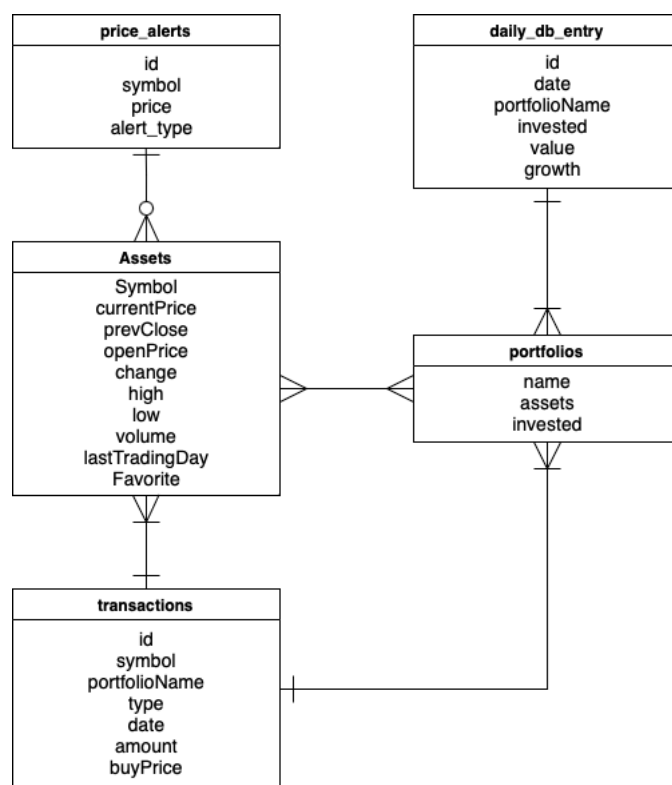 price_alerts
id
symbol
price
alert_type
daily_db_entry
id
date
portfolioName
invested
value
growth
Assets
Symbol
currentPrice
prevClose
openPrice
change
high
low
volume
lastTradingDay
Favorite
portfolios
name
assets
invested
transactions
id
symbol
portfolioName
type
date
amount
buyPrice